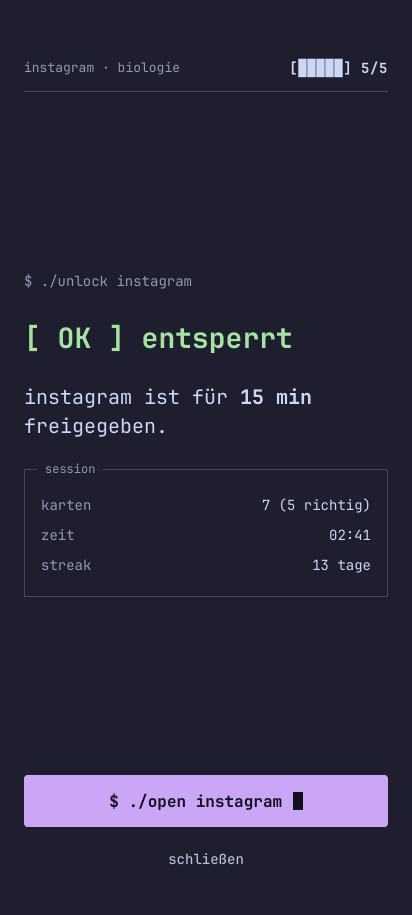 instagram · biologie
[█████] 5/5
$ ./unlock instagram
[ OK ] entsperrt
instagram ist für 15 min
freigegeben.
session
karten 7 (5 richtig)
zeit 02:41
streak 13 tage
$ ./open instagram
schließen